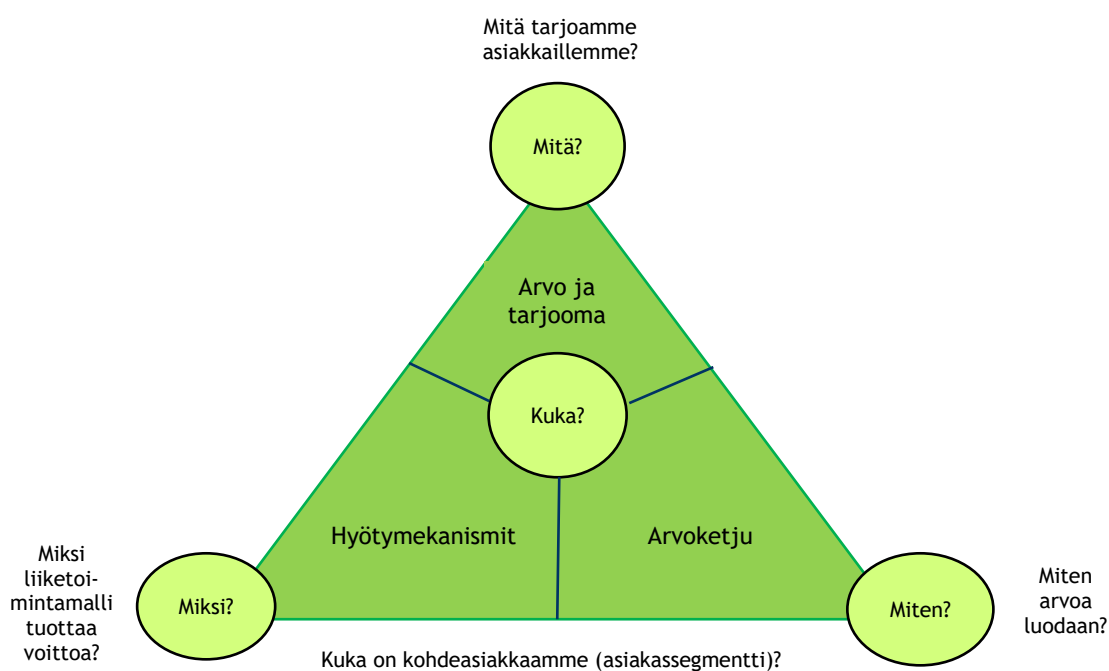 Mitä tarjoamme
asiakkaillemme?
Mitä?
Arvo ja
tarjooma
Kuka?
Hyötymekanismit
Arvoketju
Miksi
liiketoi-
mintamalli
tuottaa
voittoa?
Miksi?
Miten?
Miten
arvoa
luodaan?
Kuka on kohdeasiakkaamme (asiakassegmentti)?